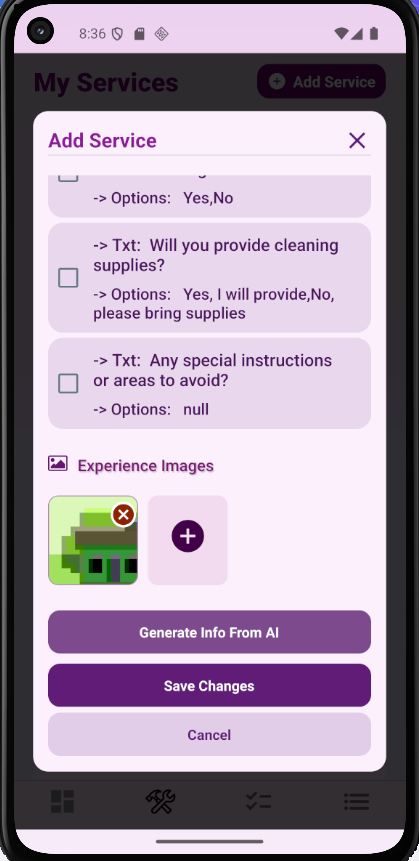 8:36
My Services
Add Service
Add Service
-> Options: Yes,No
-> Txt: Will you provide cleaning
supplies?
-> Options: Yes, I will provide,No,
please bring supplies
-> Txt: Any special instructions
or areas to avoid?
-> Options: null
Experience Images
Generate Info From AI
Save Changes
Cancel